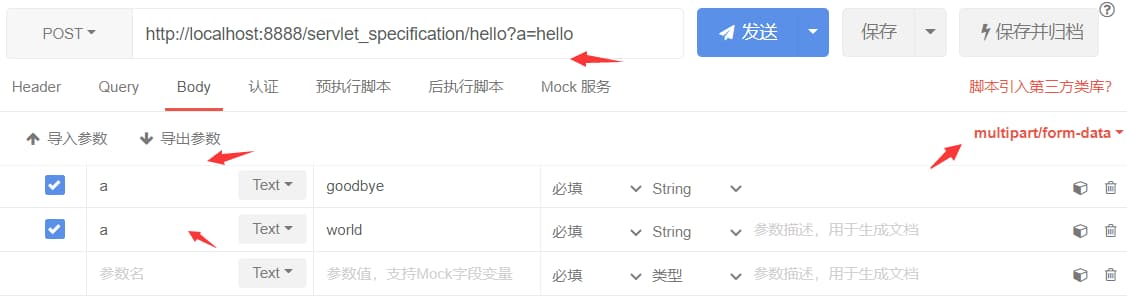 POST http://localhost:8888/servlet_specification/hello?a=hello 发送 保存 保存并归档 ?
Header Query Body 认证 预执行脚本 后执行脚本 Mock 服务 脚本引入第三方类库?
导入参数 导出参数 multipart/form-data
a Text goodbye 必填 String
a Text world 必填 String 参数描述，用于生成文档
参数名 Text 参数值，支持Mock字段变量 必填 类型 参数描述，用于生成文档